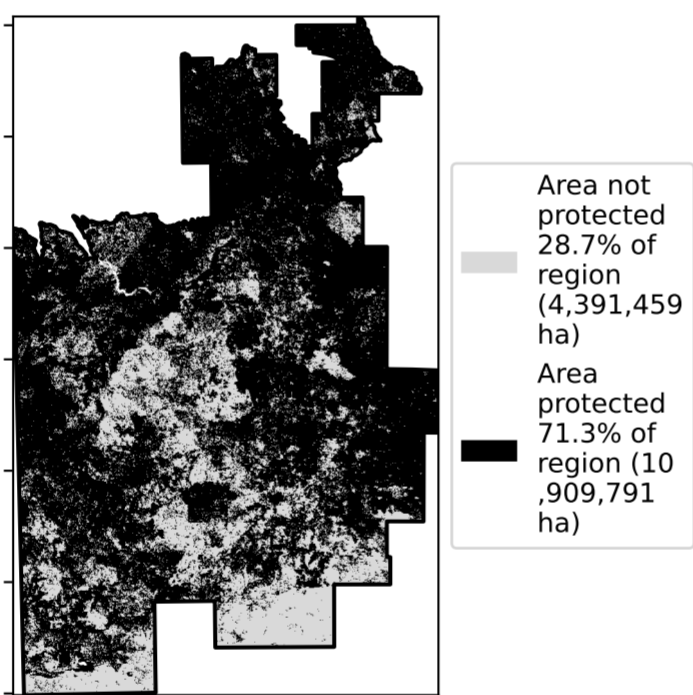 Area not
protected
28.7% of
region
(4,391,459
ha)
Area
protected
71.3% of
region (10
,909,791
ha)